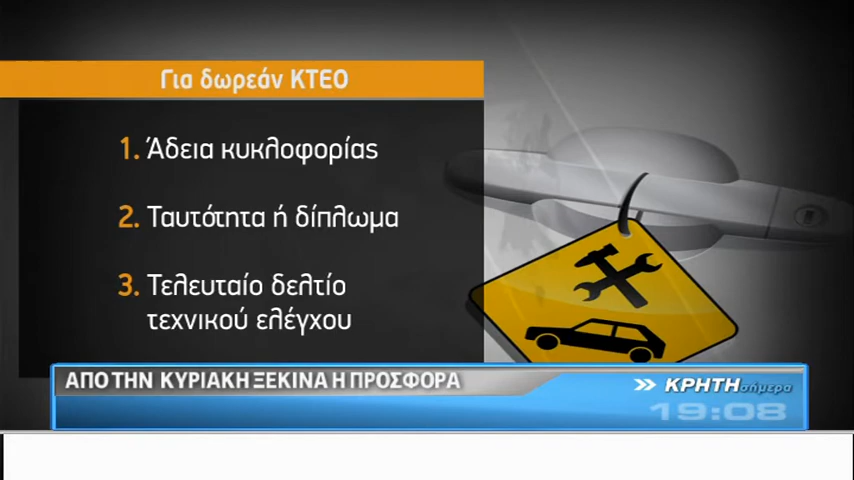 Για δωρεάν ΚΤΕΟ
1. Άδεια κυκλοφορίας
2. Ταυτότητα ή δίπλωμα
3. Τελευταίο δελτίο
τεχνικού ελέγχου
ΑΠΟ ΤΗΝ ΚΥΡΙΑΚΗ ΞΕΚΙΝΑ Η ΠΡΟΣΦΟΡΑ
ΚΡΗΤΗ σήμερα
19:08